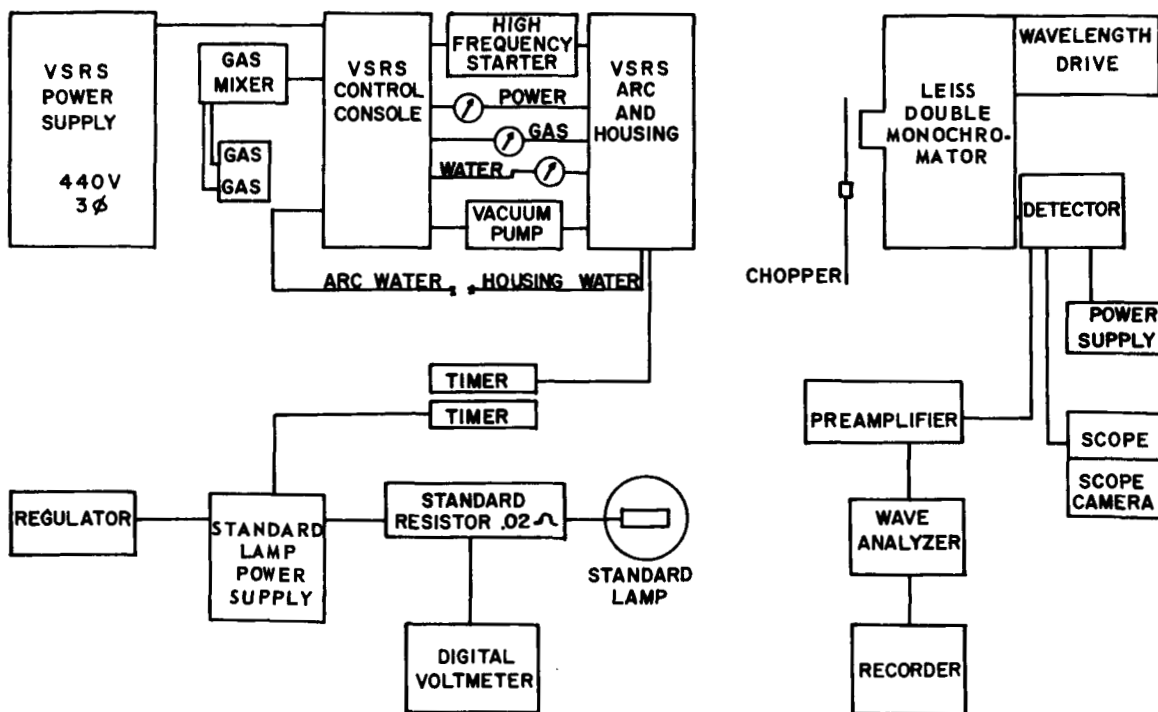 VSRS
POWER
SUPPLY
440V
3ϕ
GAS
MIXER
GAS
GAS
VSRS
CONTROL
CONSOLE
HIGH
FREQUENCY
STARTER
POWER
GAS
WATER
VACUUM
PUMP
VSRS
ARC
AND
HOUSING
ARC WATER
HOUSING WATER
TIMER
TIMER
REGULATOR
STANDARD
LAMP
POWER
SUPPLY
STANDARD
RESISTOR .02Ω
STANDARD
LAMP
DIGITAL
VOLTMETER
CHOPPER
LEISS
DOUBLE
MONOCHRO-
MATOR
WAVELENGTH
DRIVE
DETECTOR
POWER
SUPPLY
PREAMPLIFIER
SCOPE
SCOPE
CAMERA
WAVE
ANALYZER
RECORDER